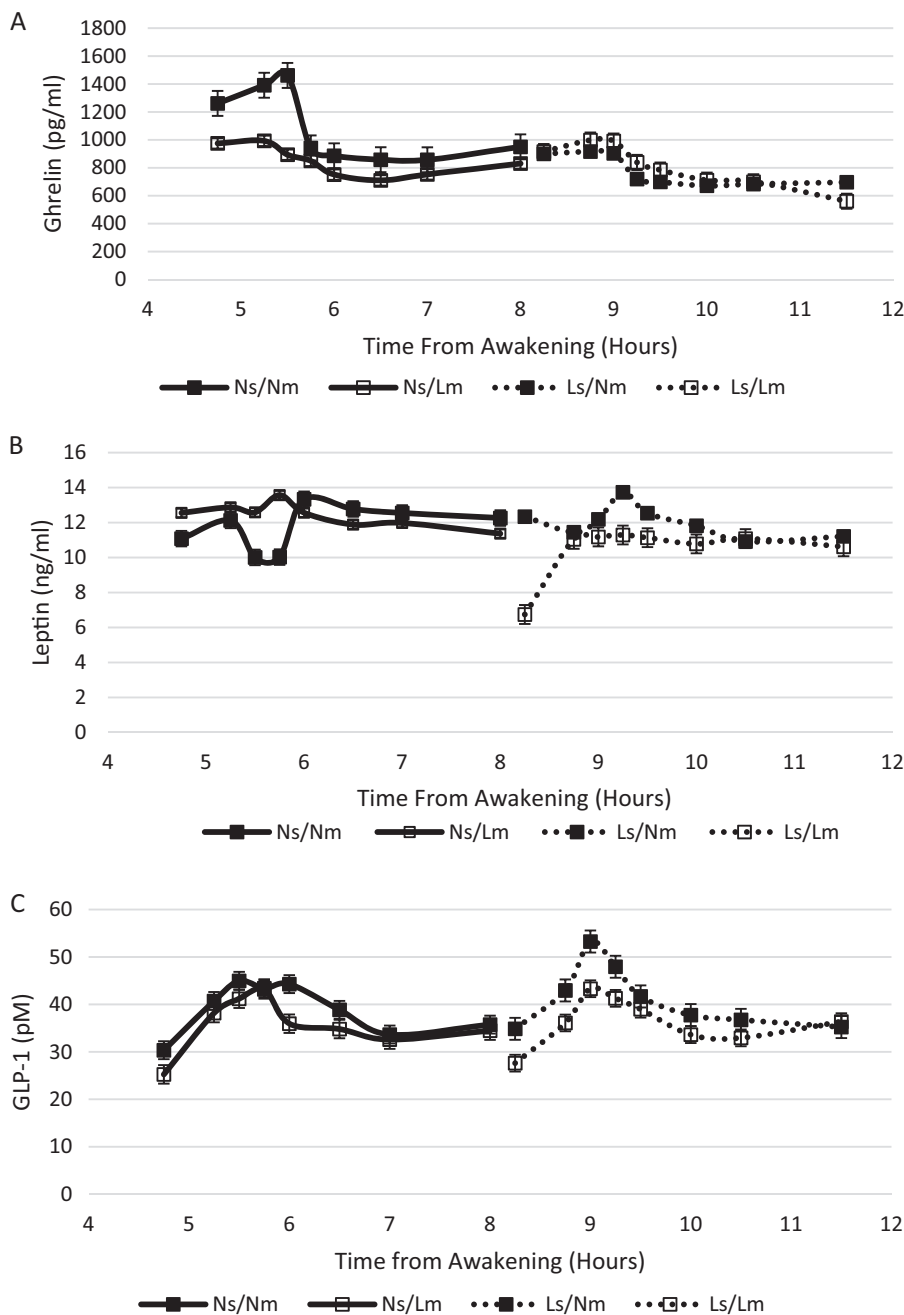 A
1800
1600
1400
1200
1000
800
600
400
200
0
Ghrelin (pg/ml)
4 5 6 7 8 9 10 11 12
Time From Awakening (Hours)
Ns/Nm Ns/Lm Ls/Nm Ls/Lm
B
16
14
12
10
8
6
4
2
0
Leptin (ng/ml)
4 5 6 7 8 9 10 11 12
Time From Awakening (Hours)
Ns/Nm Ns/Lm Ls/Nm Ls/Lm
C
60
50
40
30
20
10
0
GLP-1 (pM)
4 5 6 7 8 9 10 11 12
Time from Awakening (Hours)
Ns/Nm Ns/Lm Ls/Nm Ls/Lm